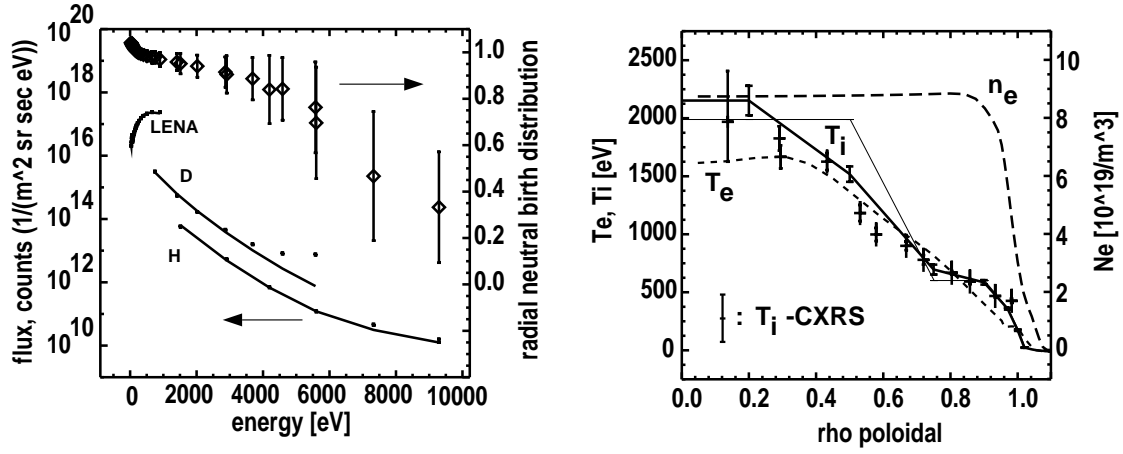 flux, counts (1/(m^2 sr sec eV))
10^20
10^18
10^16
10^14
10^12
10^10
LENA
D
H
1.0
0.8
0.6
0.4
0.2
0.0
radial neutral birth distribution
0 2000 4000 6000 8000 10000
energy [eV]
Te, Ti [eV]
2500
2000
1500
1000
500
0
n_e
T_i
T_e
: T_i -CXRS
10
8
6
4
2
0
Ne [10^19/m^3]
0.0 0.2 0.4 0.6 0.8 1.0
rho poloidal